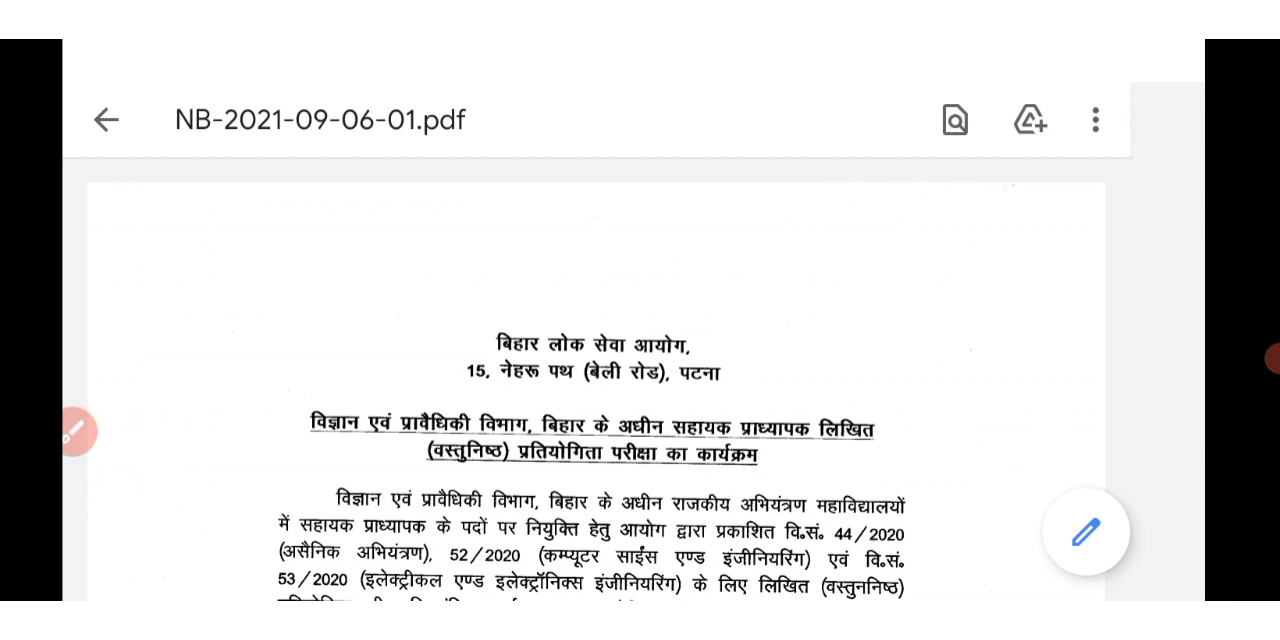 NB-2021-09-06-01.pdf
बिहार लोक सेवा आयोग,
15, नेहरू पथ (बेली रोड), पटना
विज्ञान एवं प्रावैधिकी विभाग, बिहार के अधीन सहायक प्राध्यापक लिखित
(वस्तुनिष्ठ) प्रतियोगिता परीक्षा का कार्यक्रम
विज्ञान एवं प्रावैधिकी विभाग, बिहार के अधीन राजकीय अभियंत्रण महाविद्यालयों
में सहायक प्राध्यापक के पदों पर नियुक्ति हेतु आयोग द्वारा प्रकाशित वि.सं. 44/2020
(असैनिक अभियंत्रण), 52/2020 (कम्प्यूटर साईंस एण्ड इंजीनियरिंग) एवं वि.सं.
53/2020 (इलेक्ट्रीकल एण्ड इलेक्ट्रॉनिक्स इंजीनियरिंग) के लिए लिखित (वस्तुननिष्ठ)